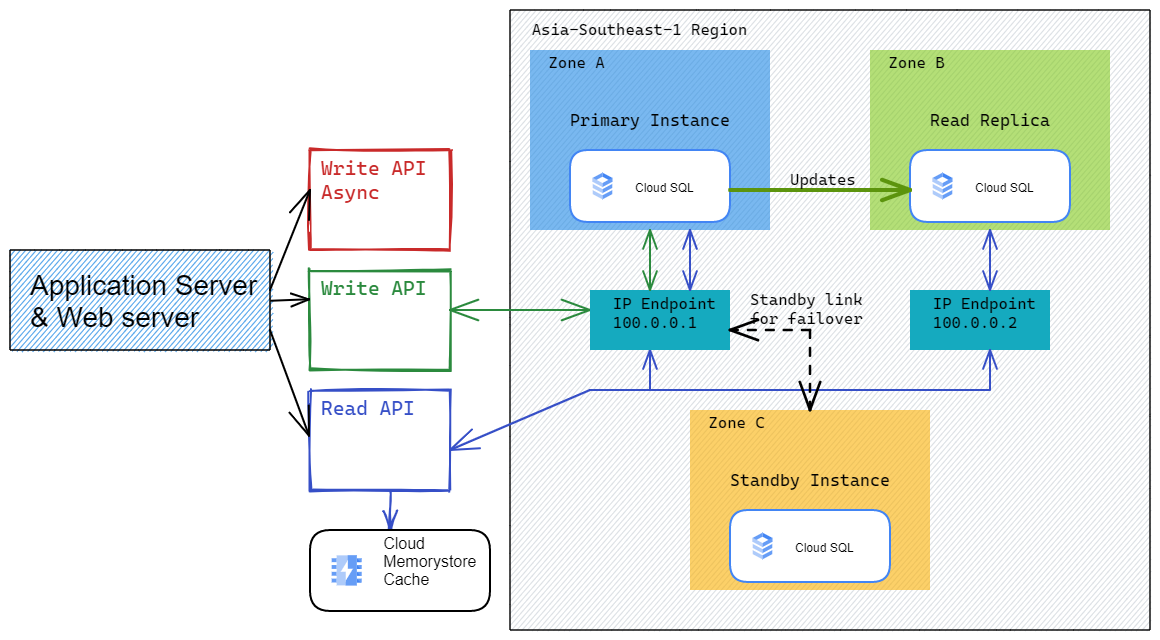 Asia-Southeast-1 Region
Zone A
Zone B
Primary Instance
Read Replica
Write API
Async
Cloud SQL
Updates
Cloud SQL
Application Server
& Web server
Write API
IP Endpoint
100.0.0.1
Standby link
for failover
IP Endpoint
100.0.0.2
Read API
Zone C
Standby Instance
Cloud SQL
Cloud
Memorystore
Cache